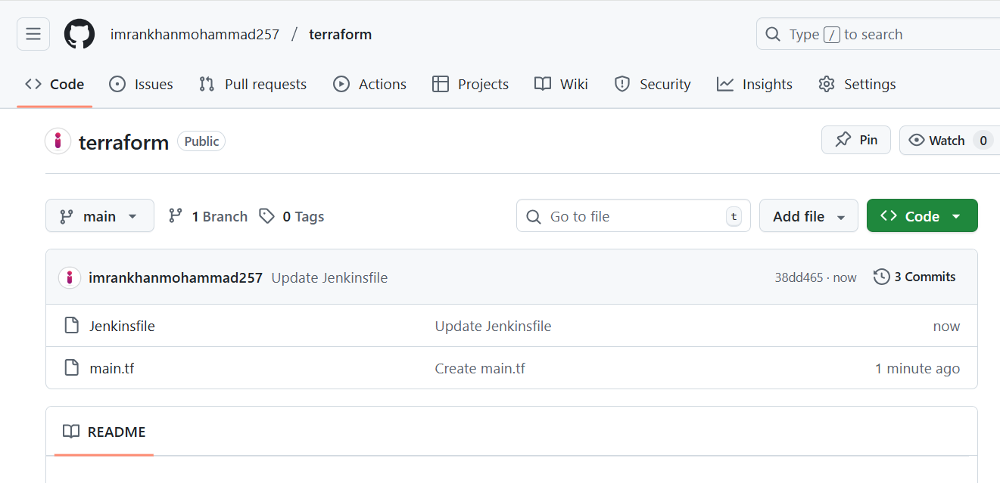 imrankhanmohammad257 / terraform
Type / to search
Code Issues Pull requests Actions Projects Wiki Security Insights Settings
terraform Public Pin Watch 0
main 1 Branch 0 Tags Go to file t Add file Code
imrankhanmohammad257 Update Jenkinsfile 38dd465 · now 3 Commits
Jenkinsfile Update Jenkinsfile now
main.tf Create main.tf 1 minute ago
README